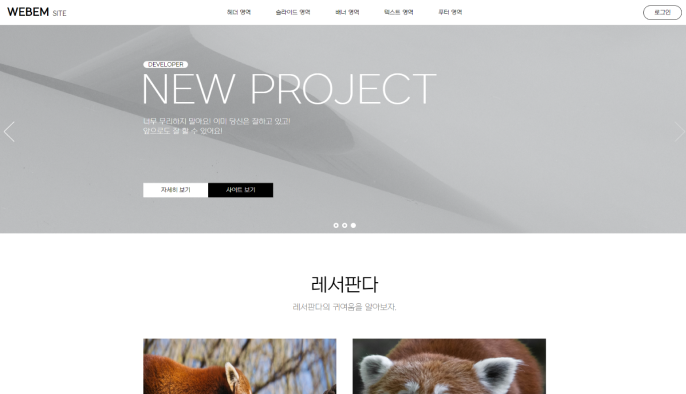 WEBEM SITE
헤더 영역
슬라이드 영역
배너 영역
텍스트 영역
푸터 영역
로그인
DEVELOPER
NEW PROJECT
너무 무리하지 말아요! 이미 당신은 잘하고 있고!
앞으로도 잘 할 수 있어요!
자세히 보기
사이트 보기
레서판다
레서판다의 귀여움을 알아보자.